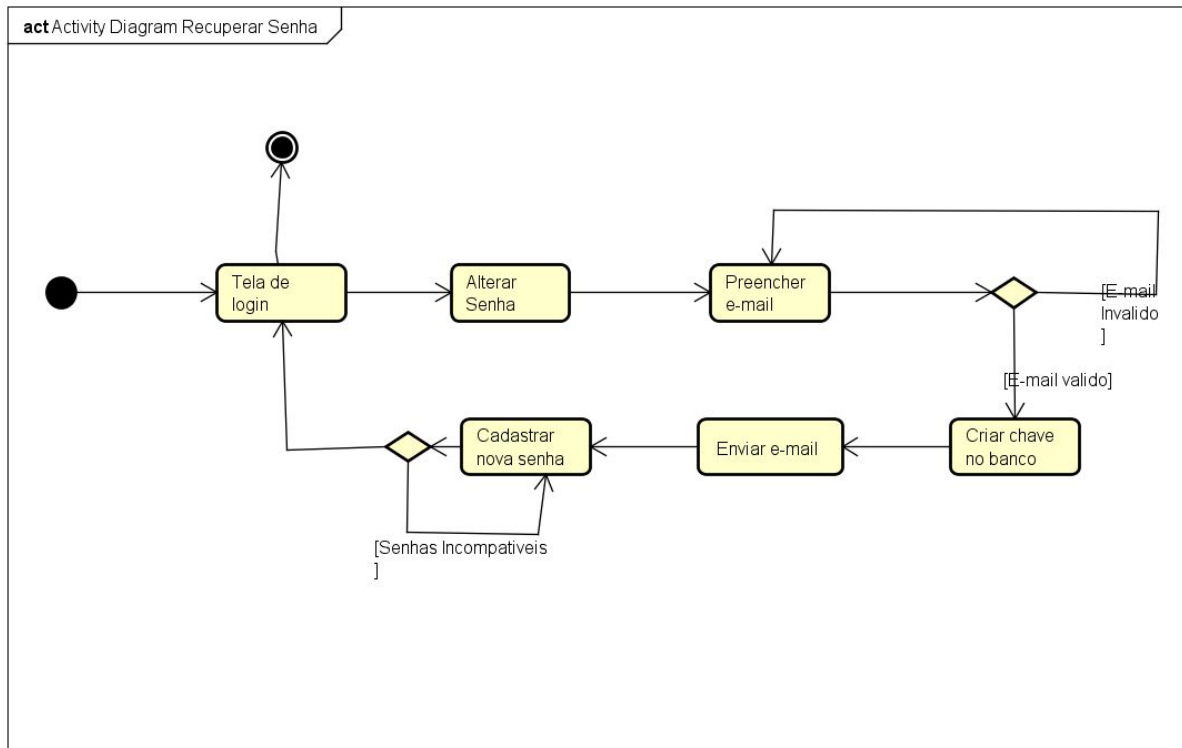 act Activity Diagram Recuperar Senha
Tela de
login
Alterar
Senha
Preencher
e-mail
[E-mail
Invalido
]
[E-mail valido]
Cadastrar
nova senha
Enviar e-mail
Criar chave
no banco
[Senhas Incompativeis
]